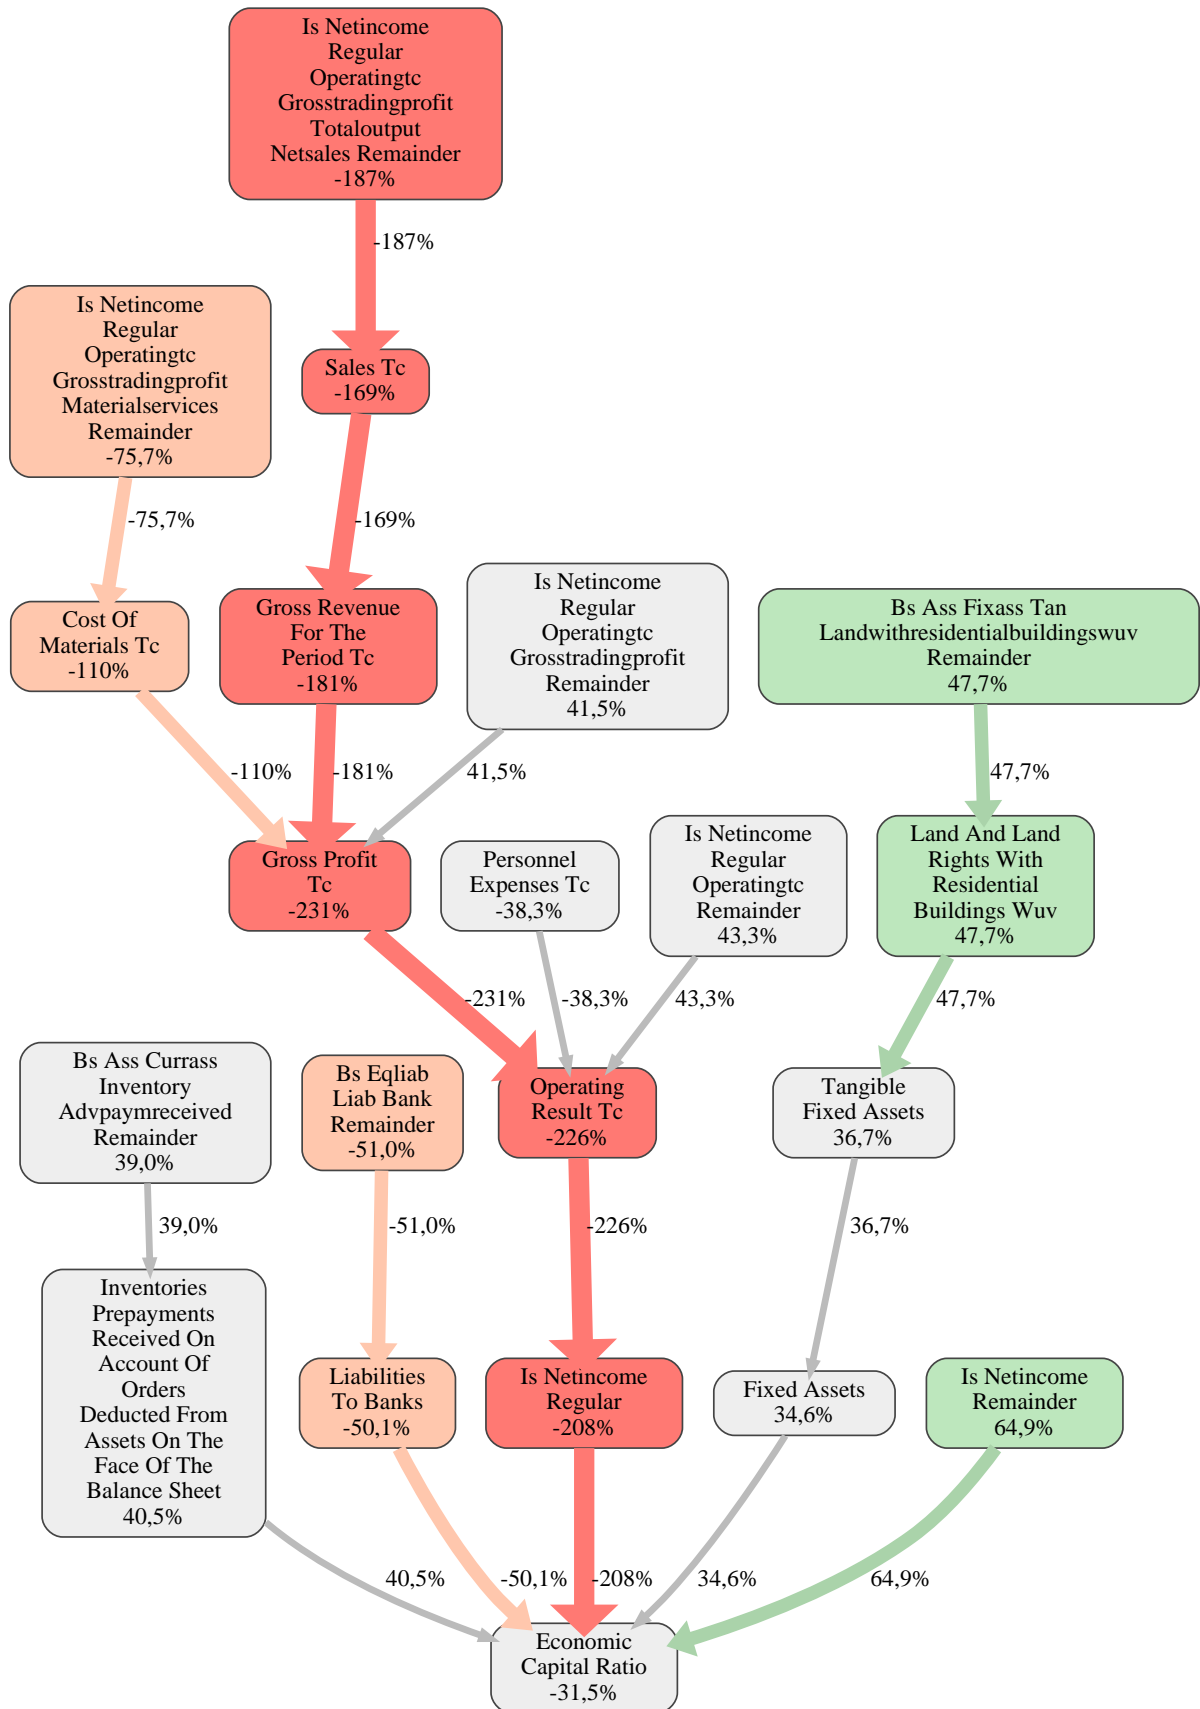 Is Netincome
Regular
Operatingtc
Grosstradingprofit
Totaloutput
Netsales Remainder
-187%
-187%
Is Netincome
Regular
Operatingtc
Grosstradingprofit
Materialservices
Remainder
-75,7%
Sales Tc
-169%
-75,7%
-169%
Cost Of
Materials Tc
-110%
Gross Revenue
For The
Period Tc
-181%
Is Netincome
Regular
Operatingtc
Grosstradingprofit
Remainder
41,5%
Bs Ass Fixass Tan
Landwithresidentialbuildingswuv
Remainder
47,7%
-110%
-181%
41,5%
47,7%
Gross Profit
Tc
-231%
Personnel
Expenses Tc
-38,3%
Is Netincome
Regular
Operatingtc
Remainder
43,3%
Land And Land
Rights With
Residential
Buildings Wuv
47,7%
-231%
-38,3%
43,3%
47,7%
Bs Ass Currass
Inventory
Advpaymreceived
Remainder
39,0%
Bs Eqliab
Liab Bank
Remainder
-51,0%
Operating
Result Tc
-226%
Tangible
Fixed Assets
36,7%
39,0%
-51,0%
-226%
36,7%
Inventories
Prepayments
Received On
Account Of
Orders
Deducted From
Assets On The
Face Of The
Balance Sheet
40,5%
Liabilities
To Banks
-50,1%
Is Netincome
Regular
-208%
Fixed Assets
34,6%
Is Netincome
Remainder
64,9%
40,5%
-50,1%
-208%
34,6%
64,9%
Economic
Capital Ratio
-31,5%